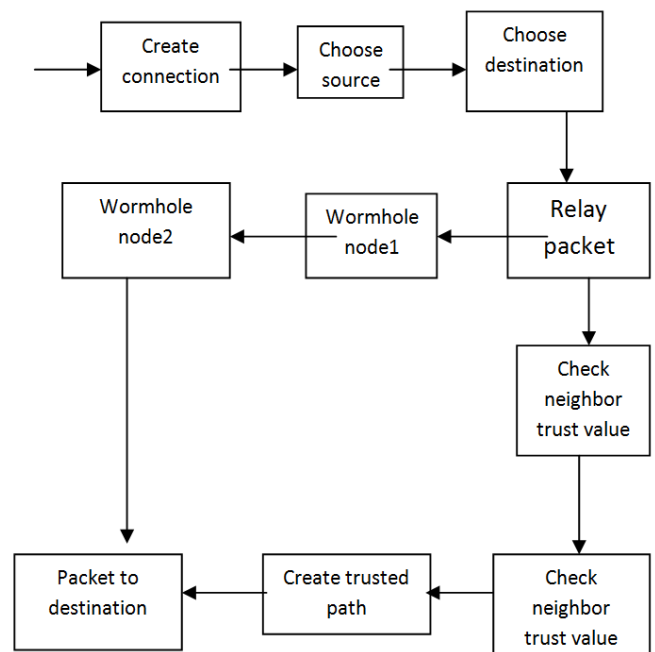 Create
connection
Choose
source
Choose
destination
Wormhole
node2
Wormhole
node1
Relay
packet
Check
neighbor
trust value
Packet to
destination
Create trusted
path
Check
neighbor
trust value